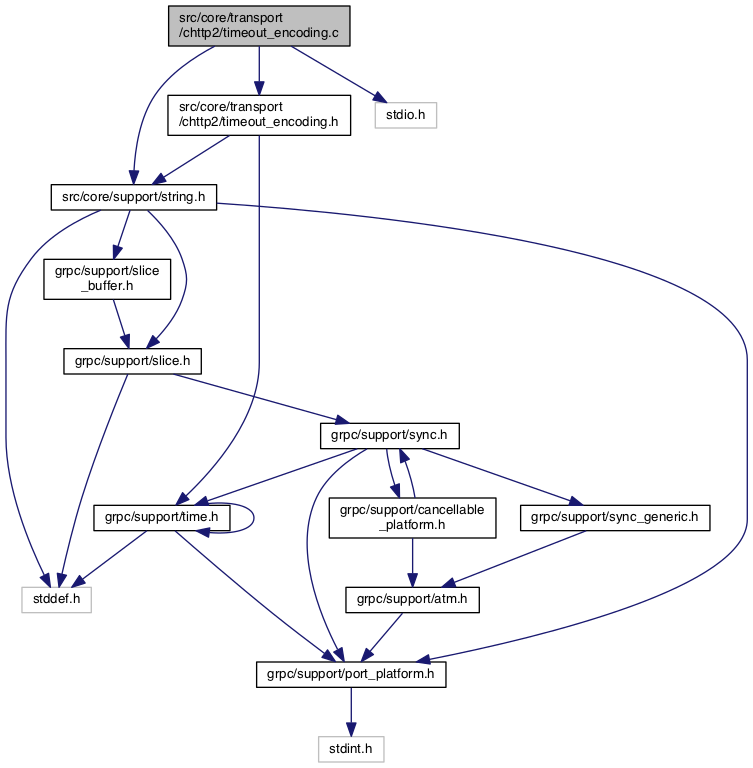 src/core/transport
/chttp2/timeout_encoding.c
src/core/transport
/chttp2/timeout_encoding.h
stdio.h
src/core/support/string.h
grpc/support/slice
_buffer.h
grpc/support/slice.h
grpc/support/sync.h
grpc/support/time.h
grpc/support/cancellable
_platform.h
grpc/support/sync_generic.h
stddef.h
grpc/support/atm.h
grpc/support/port_platform.h
stdint.h